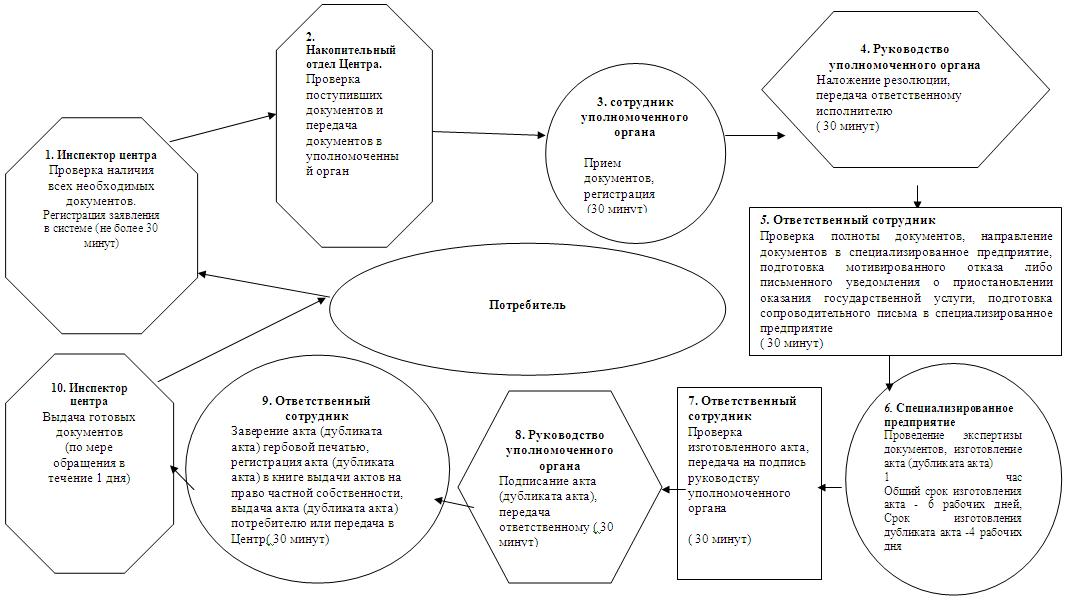 1. Инспектор центра
Проверка наличия
всех необходимых
документов.
Регистрация заявления
в системе (не более 30
минут)
2.
Накопительный
отдел Центра.
Проверка
поступивших
документов и
передача
документов в
уполномоченны
й орган
3. сотрудник
уполномоченного
органа
Прием
документов,
регистрация
(30 минут)
4. Руководство
уполномоченного органа
Наложение резолюции,
передача ответственному
исполнителю
( 30 минут)
5. Ответственный сотрудник
Проверка полноты документов, направление
документов в специализированное предприятие,
подготовка мотивированного отказа либо
письменного уведомления о приостановлении
оказания государственной услуги, подготовка
сопроводительного письма в специализированное
предприятие
( 30 минут)
Потребитель
6. Специализированное
предприятие
Проведение экспертизы
документов, изготовление
акта (дубликата акта)
1 час
Общий срок изготовления
акта - 6 рабочих дней,
Срок изготовления
дубликата акта -4 рабочих
дня
7. Ответственный
сотрудник
Проверка
изготовленного акта,
передача на подпись
руководству
уполномоченного
органа
( 30 минут)
8. Руководство
уполномоченного
органа
Подписание акта
(дубликата акта),
передача
ответственному ( 30
минут)
9. Ответственный
сотрудник
Заверение акта (дубликата
акта) гербовой печатью,
регистрация акта (дубликата
акта) в книге выдачи актов на
право частной собственности,
выдача акта (дубликата акта)
потребителю или передача в
Центр( 30 минут)
10. Инспектор
центра
Выдача готовых
документов
(по мере
обращения в
течение 1 дня)